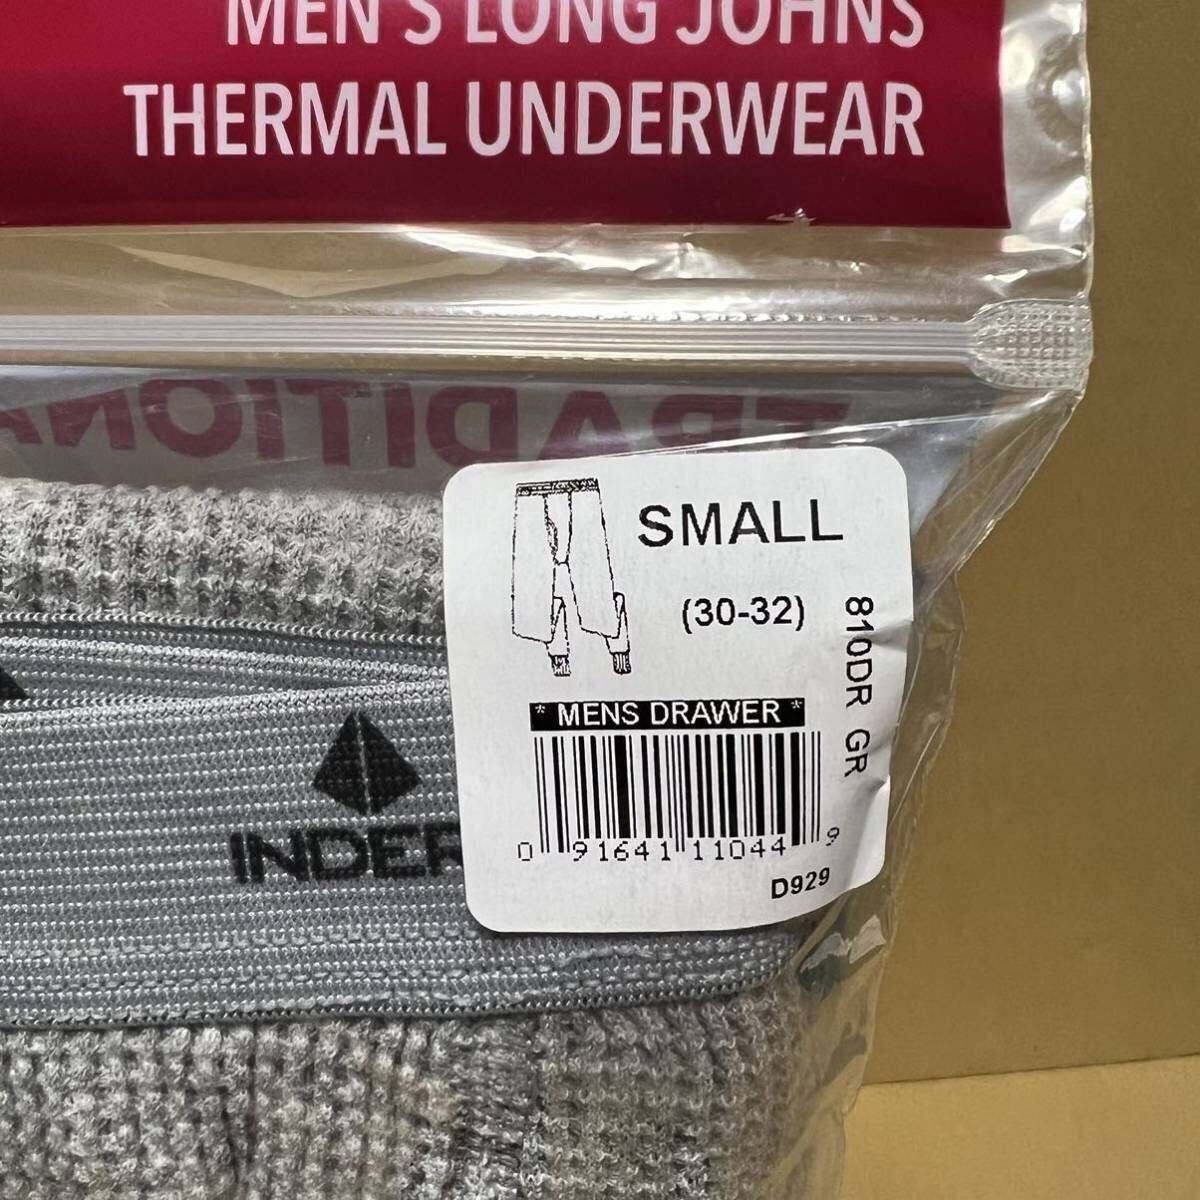 MEN'S LONG JOHNS
THERMAL UNDERWEAR
TRADITIONA
SMALL
(30-32)
810DR GR
* MENS DRAWER *
INDER
0 91641 11044 9
D929